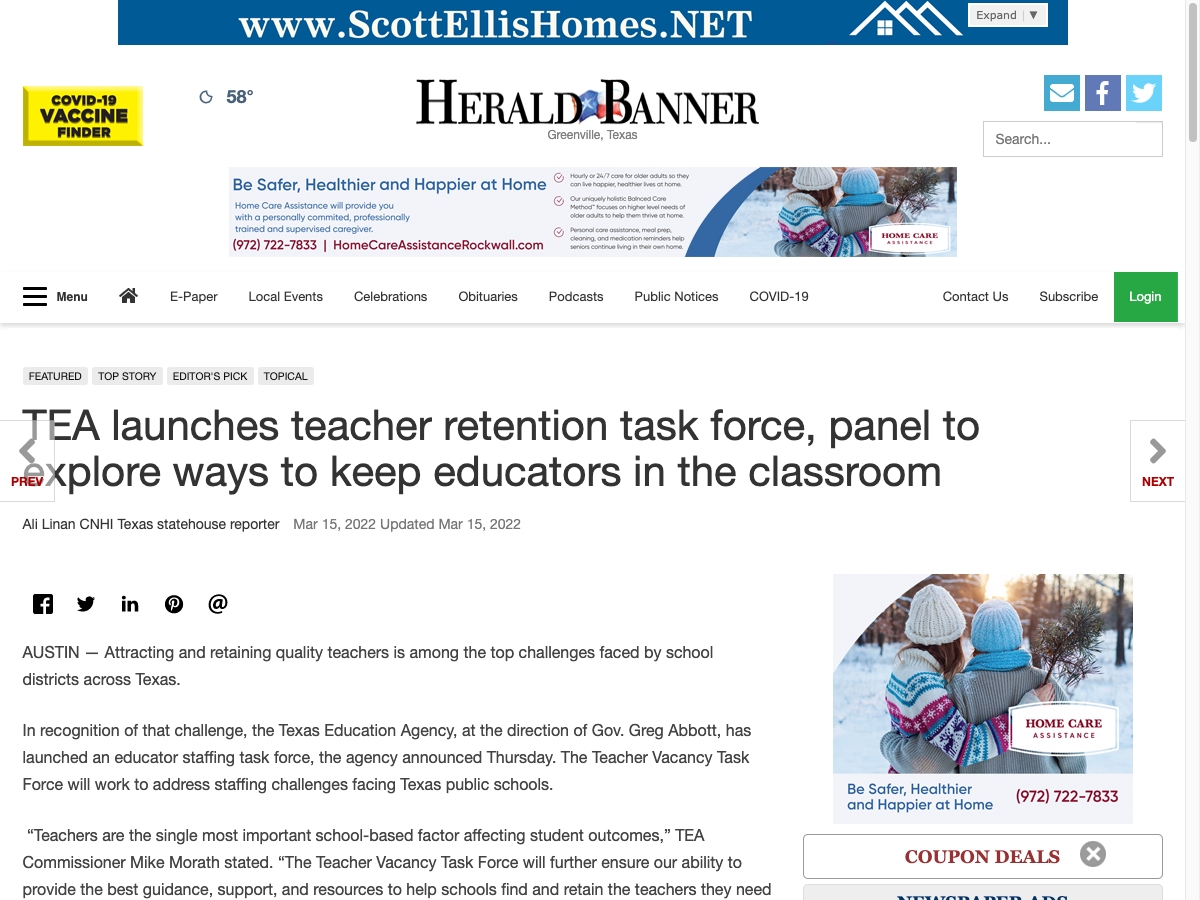 www.ScottEllisHomes.NET
Expand ▼
COVID-19
VACCINE
FINDER
58°
HERALD BANNER
Greenville, Texas
Search...
Be Safer, Healthier and Happier at Home
Home Care Assistance will provide you
with a personally commited, professionally
trained and supervised caregiver.
(972) 722-7833 | HomeCareAssistanceRockwall.com
Hourly or 24/7 care for older adults so they
can live happier, healthier lives at home.
Our uniquely holistic Balnced Care
Method™ focuses on higher level needs of
older adults to help them thrive at home.
Personal care assistance, meal prep,
cleaning, and medication reminders help
seniors continue living in their own home.
HOME CARE
ASSISTANCE
Menu
E-Paper
Local Events
Celebrations
Obituaries
Podcasts
Public Notices
COVID-19
Contact Us
Subscribe
Login
FEATURED
TOP STORY
EDITOR'S PICK
TOPICAL
TEA launches teacher retention task force, panel to
explore ways to keep educators in the classroom
PREV
NEXT
Ali Linan CNHI Texas statehouse reporter Mar 15, 2022 Updated Mar 15, 2022
AUSTIN — Attracting and retaining quality teachers is among the top challenges faced by school
districts across Texas.
In recognition of that challenge, the Texas Education Agency, at the direction of Gov. Greg Abbott, has
launched an educator staffing task force, the agency announced Thursday. The Teacher Vacancy Task
Force will work to address staffing challenges facing Texas public schools.
“Teachers are the single most important school-based factor affecting student outcomes,” TEA
Commissioner Mike Morath stated. “The Teacher Vacancy Task Force will further ensure our ability to
provide the best guidance, support, and resources to help schools find and retain the teachers they need
HOME CARE
ASSISTANCE
Be Safer, Healthier
and Happier at Home
(972) 722-7833
COUPON DEALS
NEWSPAPER ADS